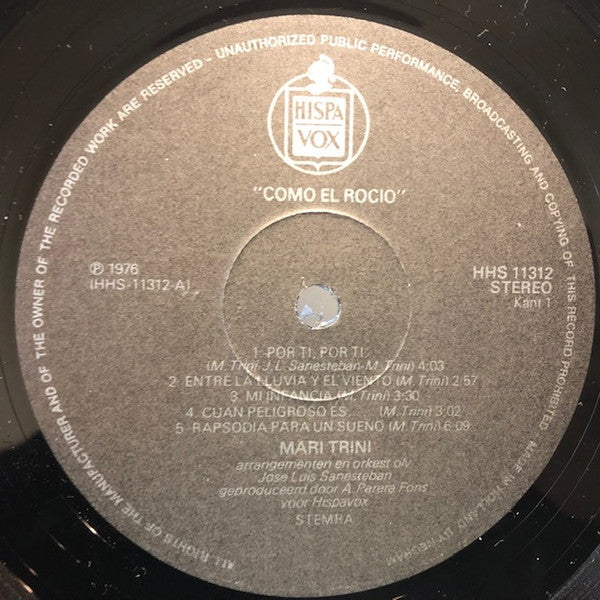 ALL RIGHTS OF THE MANUFACTURER AND OF THE OWNER OF THE RECORDED WORK ARE RESERVED - UNAUTHORIZED PUBLIC PERFORMANCE, BROADCASTING AND COPYING OF THIS RECORD PROHIBITED
MADE IN HOLLAND BY NEGRAM
HISPA
VOX
"COMO EL ROCIO"
℗ 1976
(HHS-11312-A)
HHS 11312
STEREO
Kant 1
1. POR TI, POR TI
(M. Trini-J.L. Sanesteban-M. Trini) 4:03
2. ENTRE LA LLUVIA Y EL VIENTO (M. Trini) 2:57
3. MI INFANCIA (M. Trini) 3:30
4. CUAN PELIGROSO ES.... (M. Trini) 3:02
5. RAPSODIA PARA UN SUENO (M. Trini) 6:09
MARI TRINI
arrangementen en orkest olv
Jose Luis Sanesteban
geproduceerd door A. Parera Fons
voor Hispavox
STEMRA